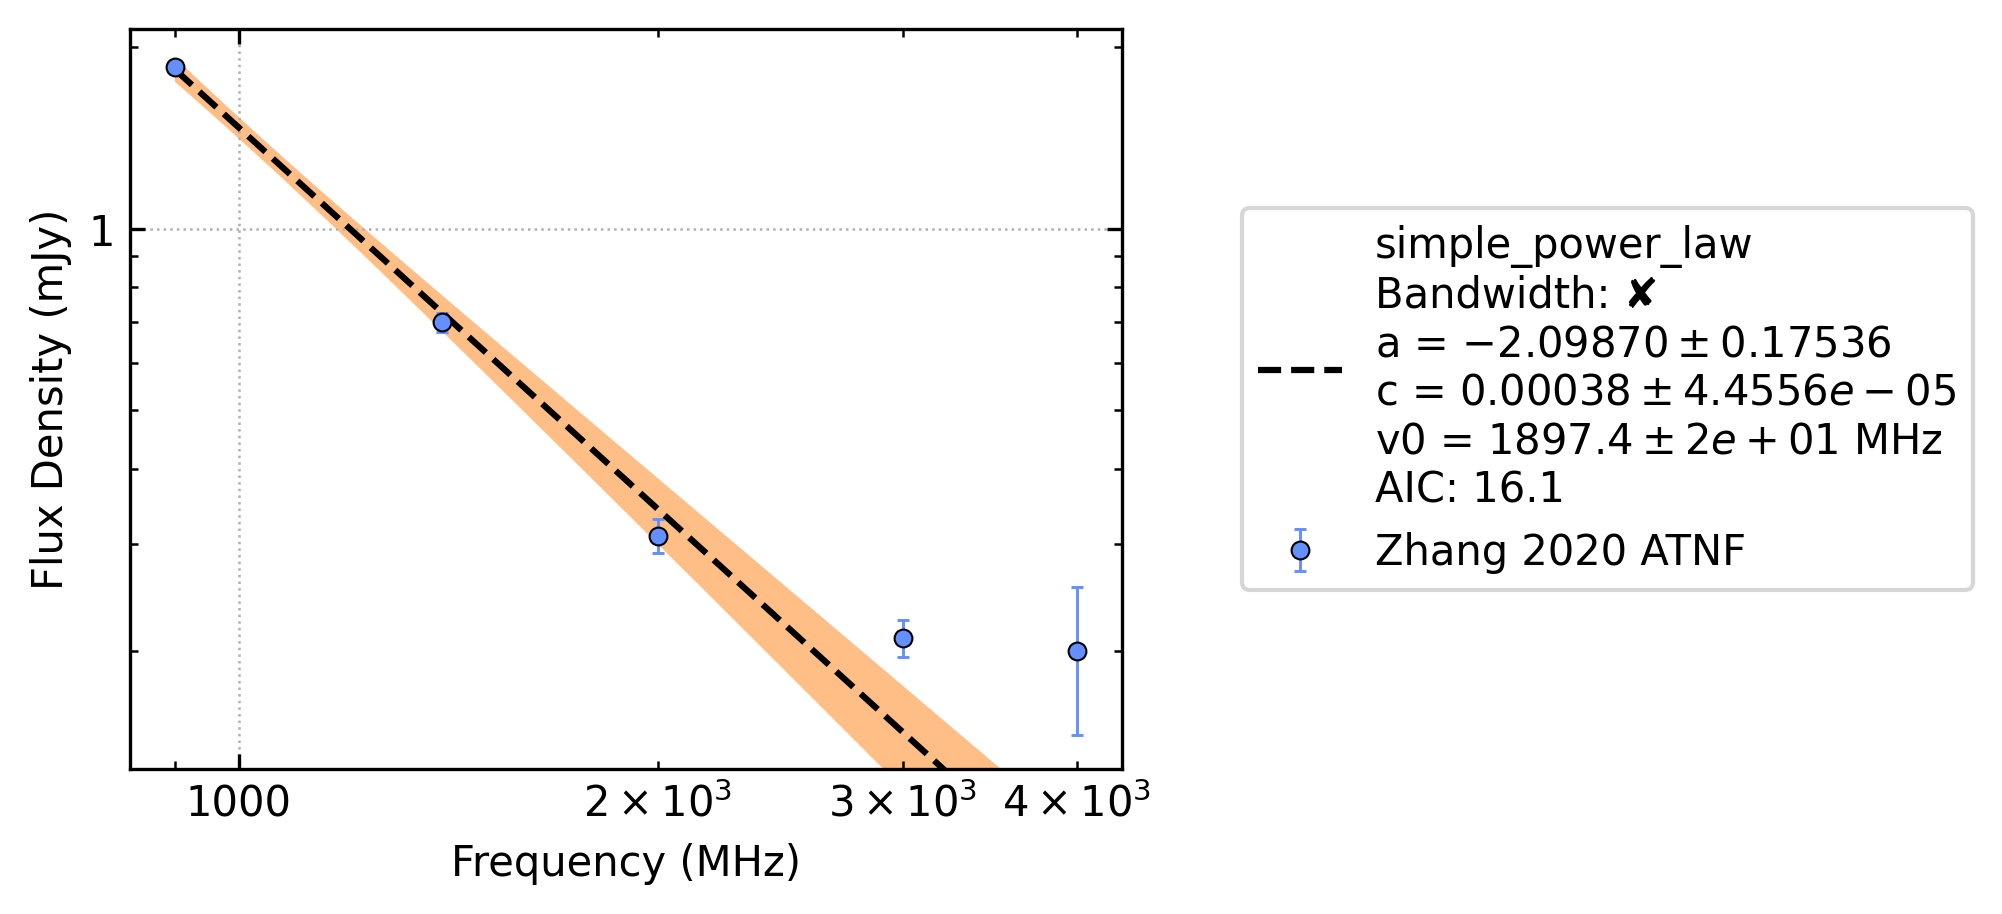 Flux Density (mJy)
1
1000
2 × 10³
3 × 10³
4 × 10³
Frequency (MHz)
simple_power_law
Bandwidth: ✘
a = −2.09870 ± 0.17536
c = 0.00038 ± 4.4556e − 05
v0 = 1897.4 ± 2e + 01 MHz
AIC: 16.1
Zhang 2020 ATNF